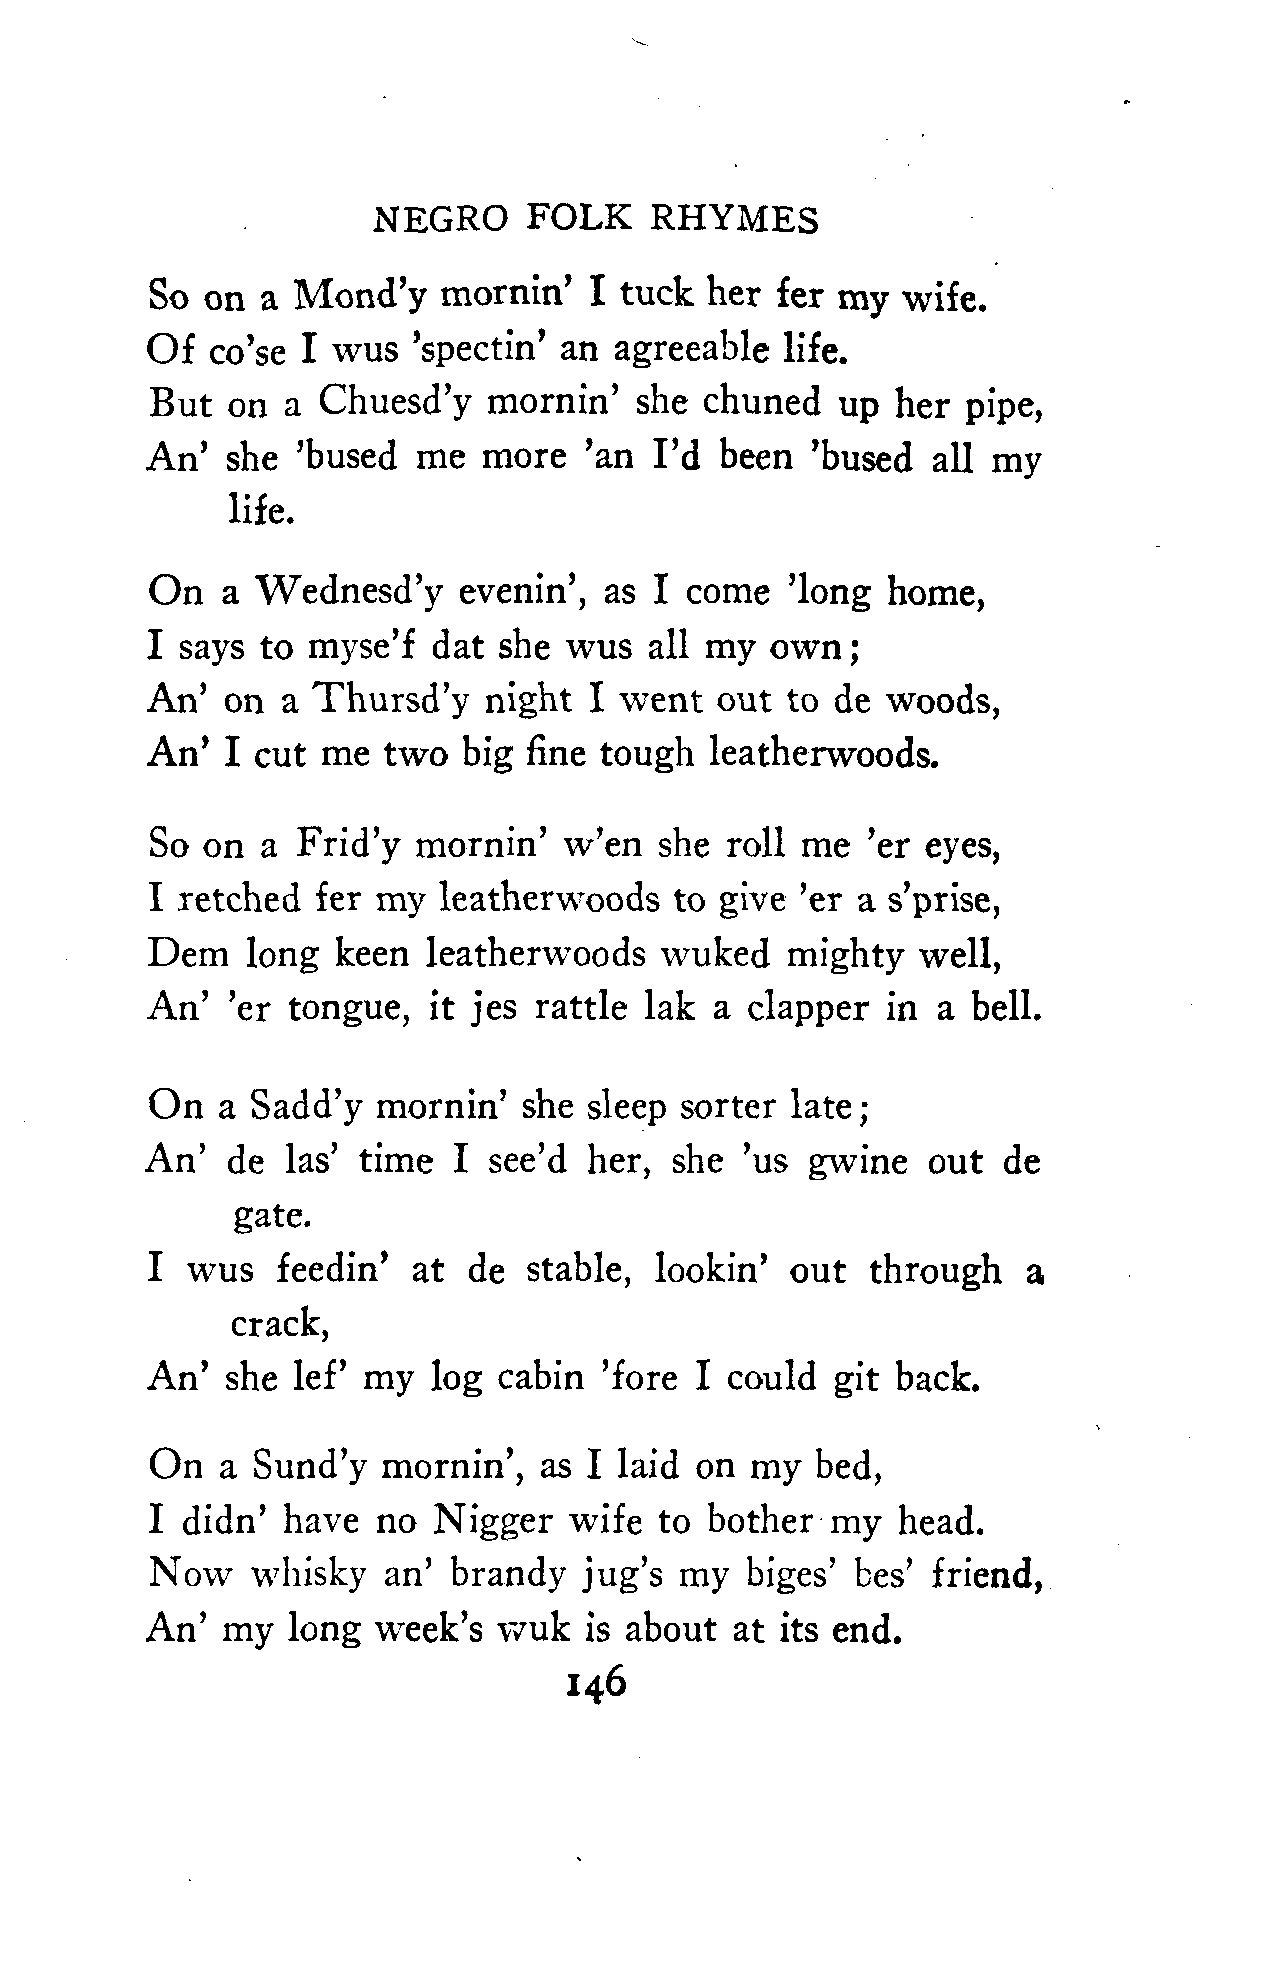 NEGRO FOLK RHYMES
So on a Mond'y mornin' I tuck her fer my wife.
Of co'se I wus 'spectin' an agreeable life.
But on a Chuesd'y mornin' she chuned up her pipe,
An' she 'bused me more 'an I'd been 'bused all my
life.
On a Wednesd'y evenin', as I come 'long home,
I says to myse'f dat she wus all my own;
An' on a Thursd'y night I went out to de woods,
An' I cut me two big fine tough leatherwoods.
So on a Frid'y mornin' w'en she roll me 'er eyes,
I retched fer my leatherwoods to give 'er a s'prise,
Dem long keen leatherwoods wuked mighty well,
An' 'er tongue, it jes rattle lak a clapper in a bell.
On a Sadd'y mornin' she sleep sorter late;
An' de las' time I see'd her, she 'us gwine out de
gate.
I wus feedin' at de stable, lookin' out through a
crack,
An' she lef' my log cabin 'fore I could git back.
On a Sund'y mornin', as I laid on my bed,
I didn' have no Nigger wife to bother my head.
Now whisky an' brandy jug's my biges' bes' friend,
An' my long week's wuk is about at its end.
146